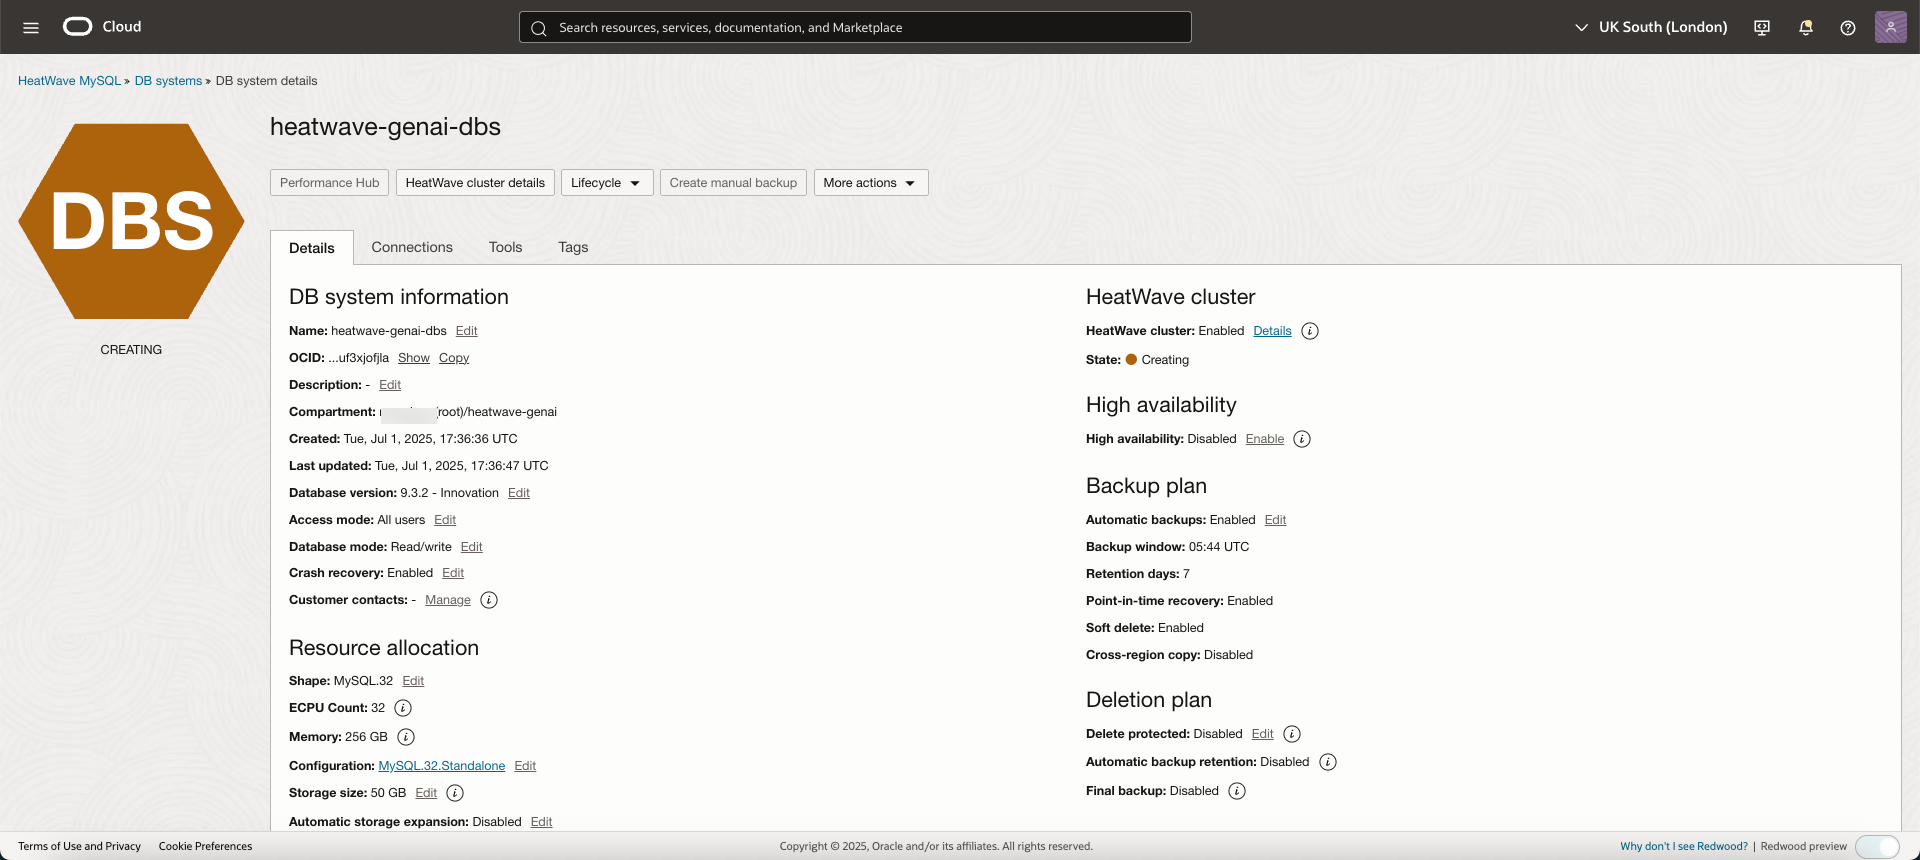 Cloud
Search resources, services, documentation, and Marketplace
UK South (London)
HeatWave MySQL » DB systems » DB system details
DBS
CREATING
heatwave-genai-dbs
Performance Hub
HeatWave cluster details
Lifecycle
Create manual backup
More actions
Details
Connections
Tools
Tags
DB system information
Name: heatwave-genai-dbs Edit
OCID: ...uf3xjofjla Show Copy
Description: - Edit
Compartment: root)/heatwave-genai
Created: Tue, Jul 1, 2025, 17:36:36 UTC
Last updated: Tue, Jul 1, 2025, 17:36:47 UTC
Database version: 9.3.2 - Innovation Edit
Access mode: All users Edit
Database mode: Read/write Edit
Crash recovery: Enabled Edit
Customer contacts: - Manage
Resource allocation
Shape: MySQL.32 Edit
ECPU Count: 32
Memory: 256 GB
Configuration: MySQL.32.Standalone Edit
Storage size: 50 GB Edit
Automatic storage expansion: Disabled Edit
HeatWave cluster
HeatWave cluster: Enabled Details
State: Creating
High availability
High availability: Disabled Enable
Backup plan
Automatic backups: Enabled Edit
Backup window: 05:44 UTC
Retention days: 7
Point-in-time recovery: Enabled
Soft delete: Enabled
Cross-region copy: Disabled
Deletion plan
Delete protected: Disabled Edit
Automatic backup retention: Disabled
Final backup: Disabled
Terms of Use and Privacy
Cookie Preferences
Copyright © 2025, Oracle and/or its affiliates. All rights reserved.
Why don't I see Redwood? | Redwood preview